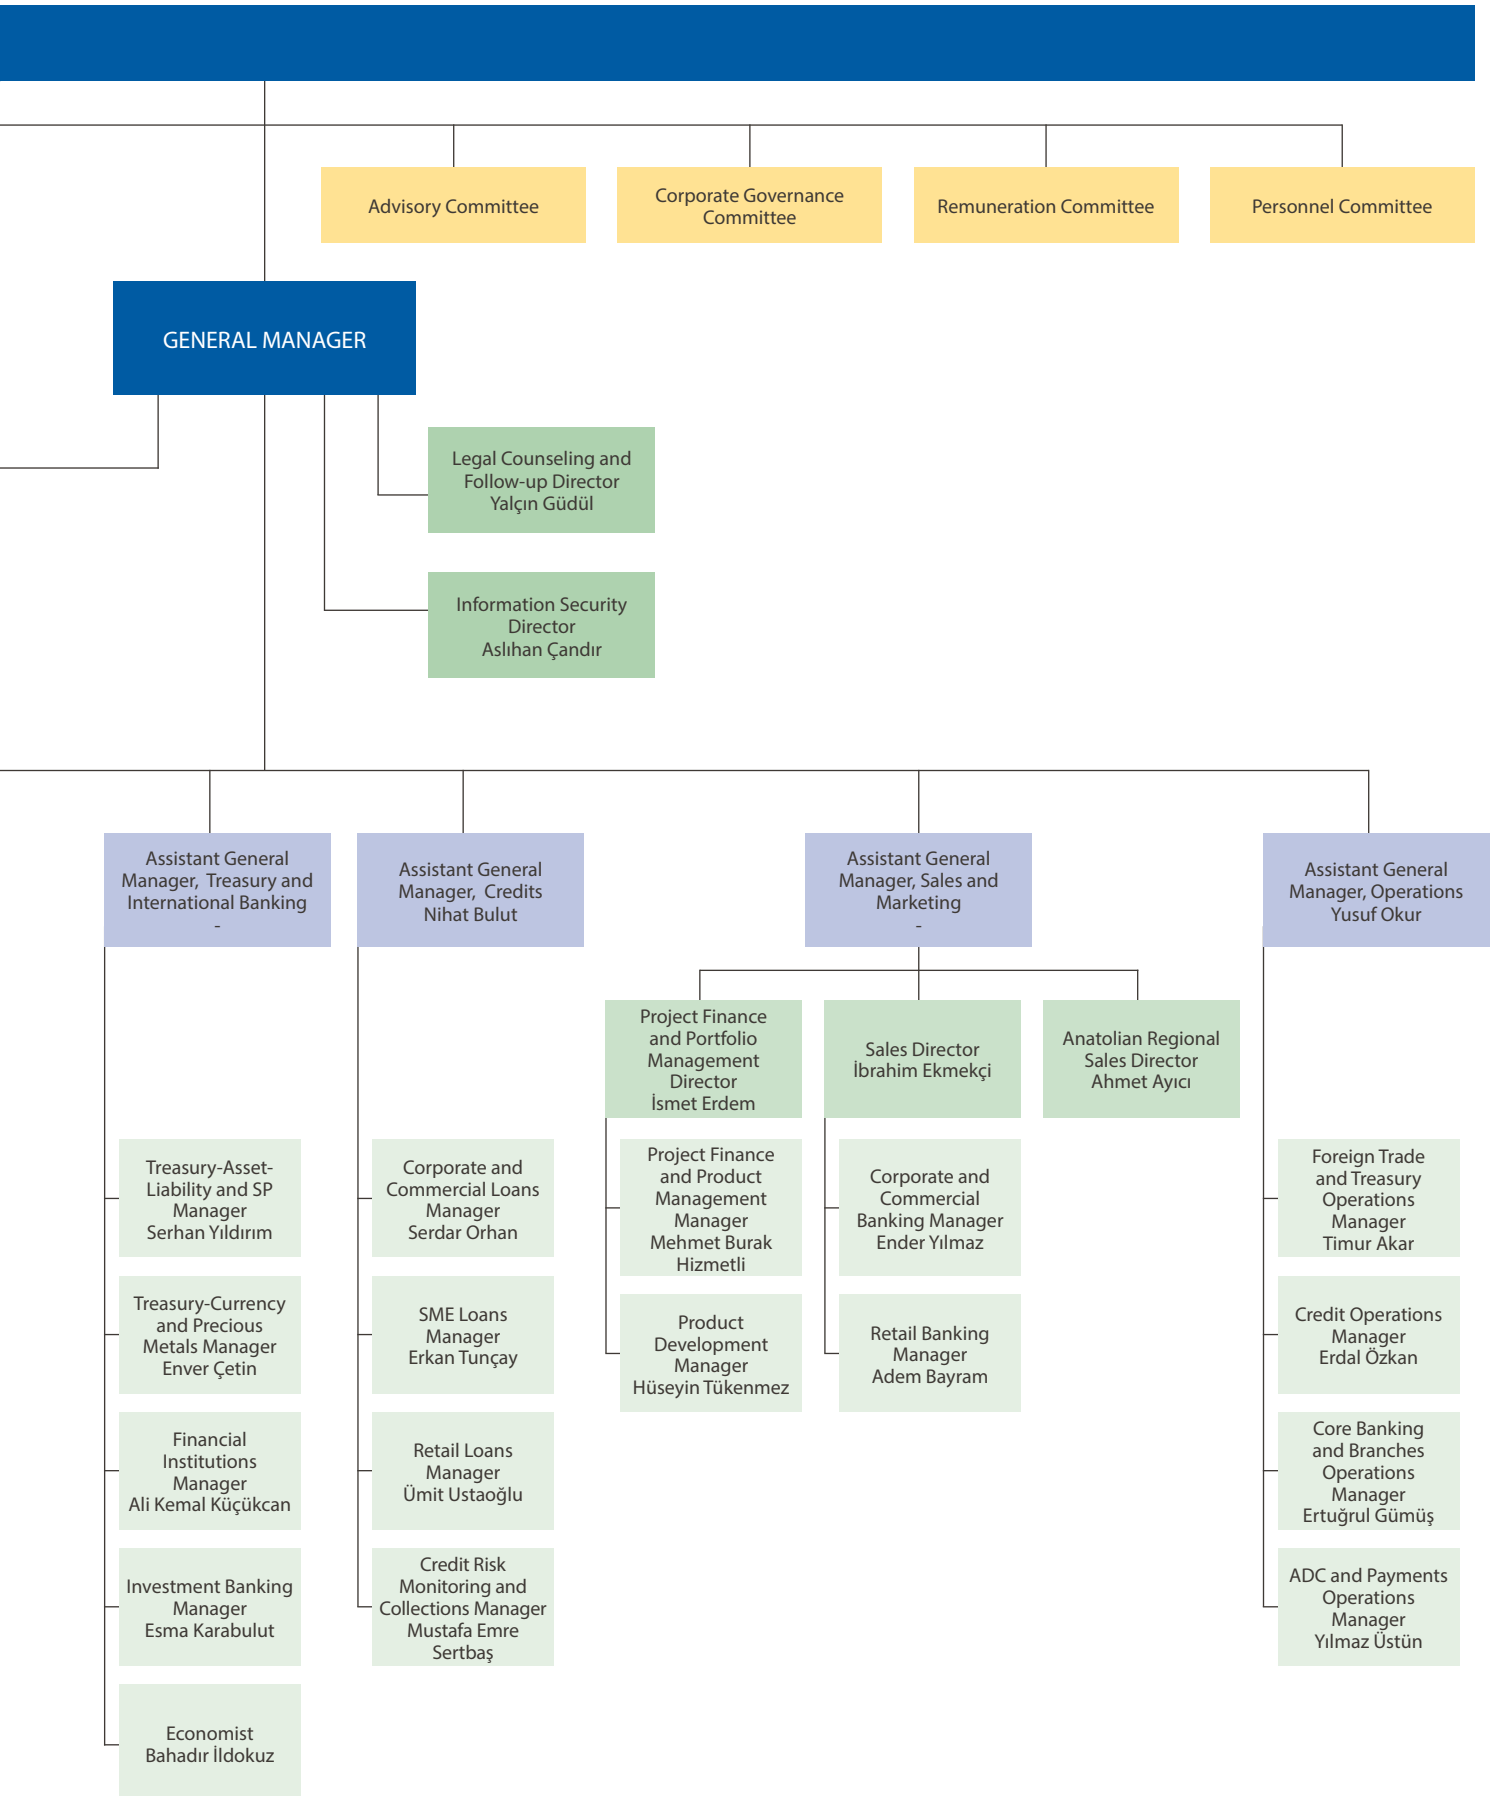 Advisory Committee
Corporate Governance
Committee
Remuneration Committee
Personnel Committee
GENERAL MANAGER
Legal Counseling and
Follow-up Director
Yalçın Güdül
Information Security
Director
Aslıhan Çandır
Assistant General
Manager, Treasury and
International Banking
-
Assistant General
Manager, Credits
Nihat Bulut
Assistant General
Manager, Sales and
Marketing
-
Assistant General
Manager, Operations
Yusuf Okur
Project Finance
and Portfolio
Management
Director
İsmet Erdem
Sales Director
İbrahim Ekmekçi
Anatolian Regional
Sales Director
Ahmet Ayıcı
Treasury-Asset-
Liability and SP
Manager
Serhan Yıldırım
Corporate and
Commercial Loans
Manager
Serdar Orhan
Project Finance
and Product
Management
Manager
Mehmet Burak
Hizmetli
Corporate and
Commercial
Banking Manager
Ender Yılmaz
Foreign Trade
and Treasury
Operations
Manager
Timur Akar
Treasury-Currency
and Precious
Metals Manager
Enver Çetin
SME Loans
Manager
Erkan Tunçay
Product
Development
Manager
Hüseyin Tükenmez
Retail Banking
Manager
Adem Bayram
Credit Operations
Manager
Erdal Özkan
Financial
Institutions
Manager
Ali Kemal Küçükcan
Retail Loans
Manager
Ümit Ustaoğlu
Core Banking
and Branches
Operations
Manager
Ertuğrul Gümüş
Investment Banking
Manager
Esma Karabulut
Credit Risk
Monitoring and
Collections Manager
Mustafa Emre
Sertbaş
ADC and Payments
Operations
Manager
Yılmaz Üstün
Economist
Bahadır İldokuz